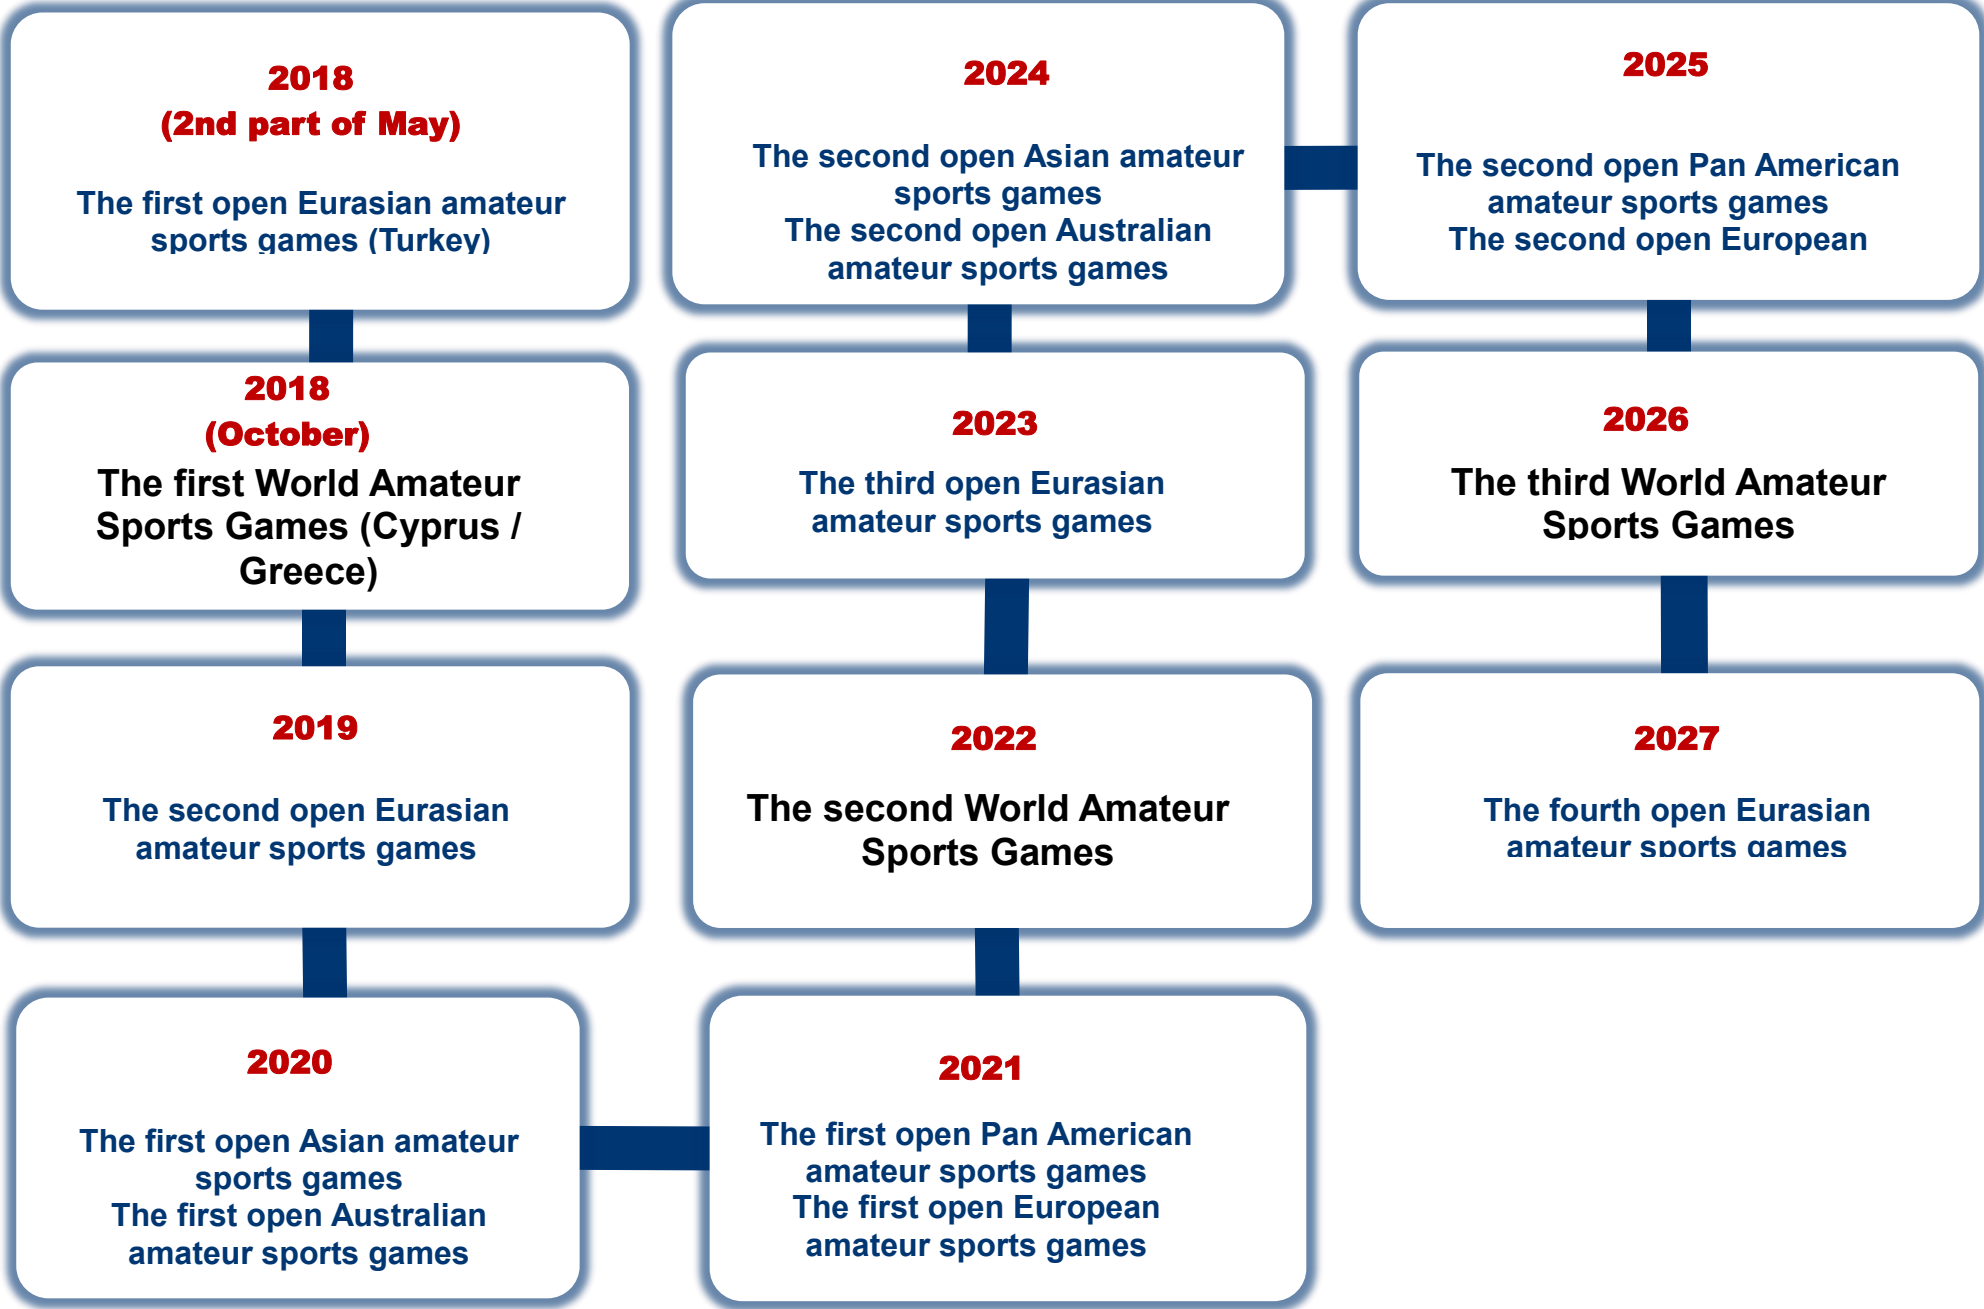 2018
(2nd part of May)
The first open Eurasian amateur
sports games (Turkey)
2018
(October)
The first World Amateur
Sports Games (Cyprus /
Greece)
2019
The second open Eurasian
amateur sports games
2020
The first open Asian amateur
sports games
The first open Australian
amateur sports games
2021
The first open Pan American
amateur sports games
The first open European
amateur sports games
2022
The second World Amateur
Sports Games
2023
The third open Eurasian
amateur sports games
2024
The second open Asian amateur
sports games
The second open Australian
amateur sports games
2025
The second open Pan American
amateur sports games
The second open European
2026
The third World Amateur
Sports Games
2027
The fourth open Eurasian
amateur sports games